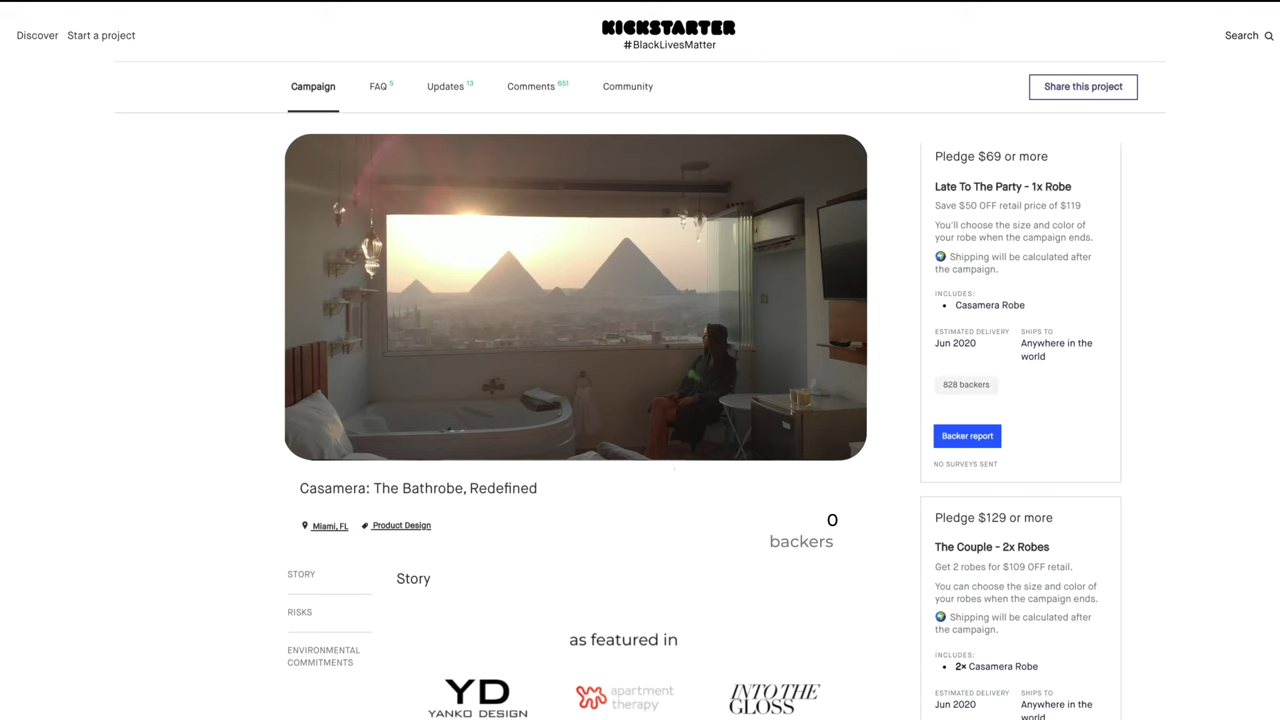 Discover Start a project
KICKSTARTER
#BlackLivesMatter
Search
Campaign
FAQ 5
Updates 13
Comments 651
Community
Share this project
Casamera: The Bathrobe, Redefined
Miami, FL
Product Design
0
backers
STORY
RISKS
ENVIRONMENTAL
COMMITMENTS
Story
as featured in
YD
YANKO DESIGN
apartment
therapy
INTO THE
GLOSS
Pledge $69 or more
Late To The Party - 1x Robe
Save $50 OFF retail price of $119
You'll choose the size and color of
your robe when the campaign ends.
Shipping will be calculated after
the campaign.
INCLUDES:
• Casamera Robe
ESTIMATED DELIVERY
Jun 2020
SHIPS TO
Anywhere in the
world
828 backers
Backer report
NO SURVEYS SENT
Pledge $129 or more
The Couple - 2x Robes
Get 2 robes for $109 OFF retail.
You can choose the size and color of
your robes when the campaign ends.
Shipping will be calculated after
the campaign.
INCLUDES:
• 2× Casamera Robe
ESTIMATED DELIVERY
Jun 2020
SHIPS TO
Anywhere in the
world